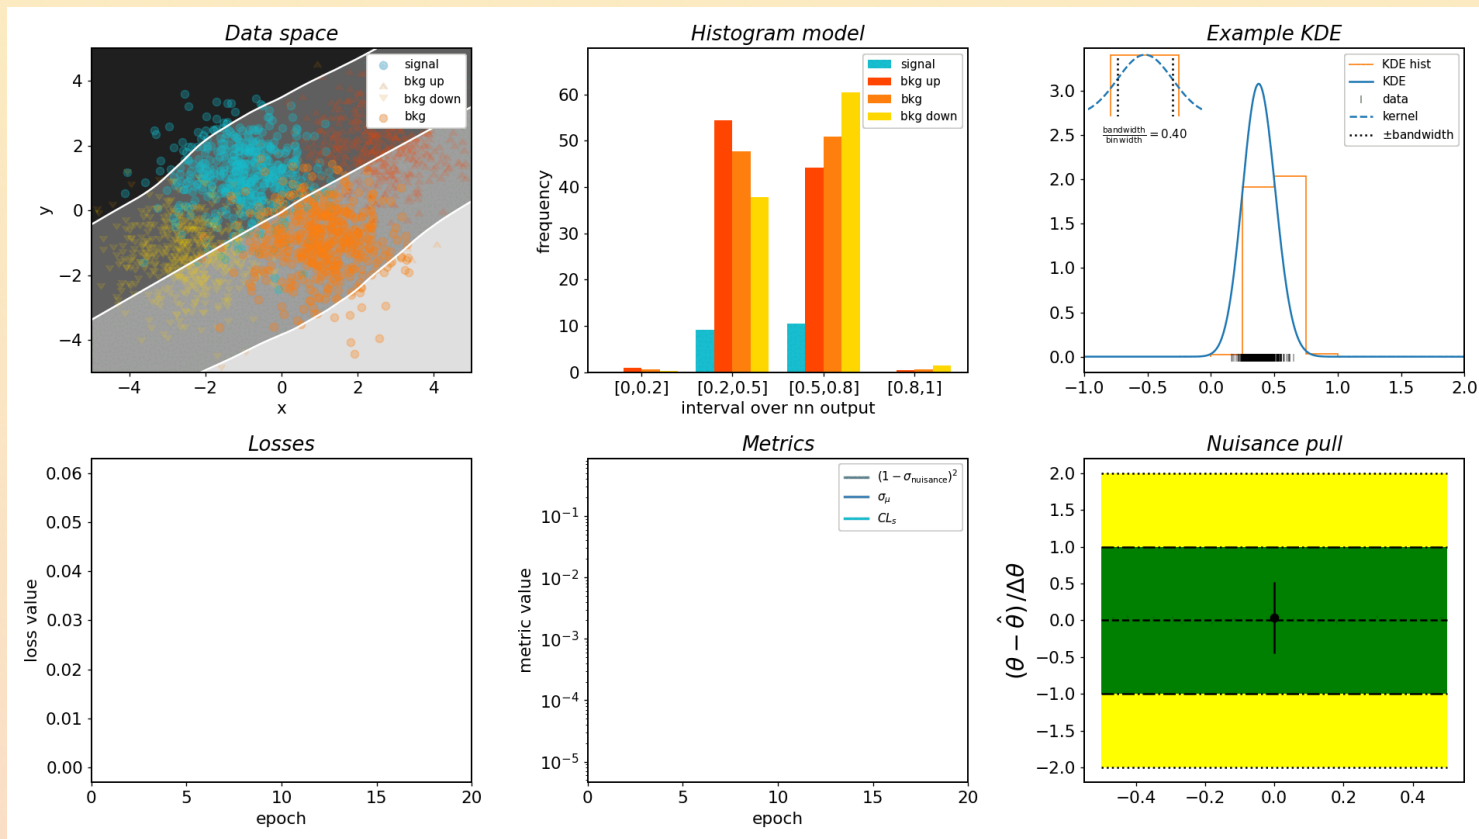 Data space
signal
bkg up
bkg down
bkg
4
2
0
−2
−4
y
−4
−2
0
2
4
x
Histogram model
signal
bkg up
bkg
bkg down
60
50
40
30
20
10
0
frequency
[0,0.2]
[0.2,0.5]
[0.5,0.8]
[0.8,1]
interval over nn output
Example KDE
KDE hist
KDE
data
kernel
±bandwidth
bandwidth
binwidth = 0.40
3.0
2.5
2.0
1.5
1.0
0.5
0.0
−1.0
−0.5
0.0
0.5
1.0
1.5
2.0
Losses
0.06
0.05
0.04
0.03
0.02
0.01
0.00
loss value
0
5
10
15
20
epoch
Metrics
(1 − σnuisance)²
σμ
CLs
10⁻¹
10⁻²
10⁻³
10⁻⁴
10⁻⁵
metric value
0
5
10
15
20
epoch
Nuisance pull
2.0
1.5
1.0
0.5
0.0
−0.5
−1.0
−1.5
−2.0
(θ − θ̂) / Δθ
−0.4
−0.2
0.0
0.2
0.4